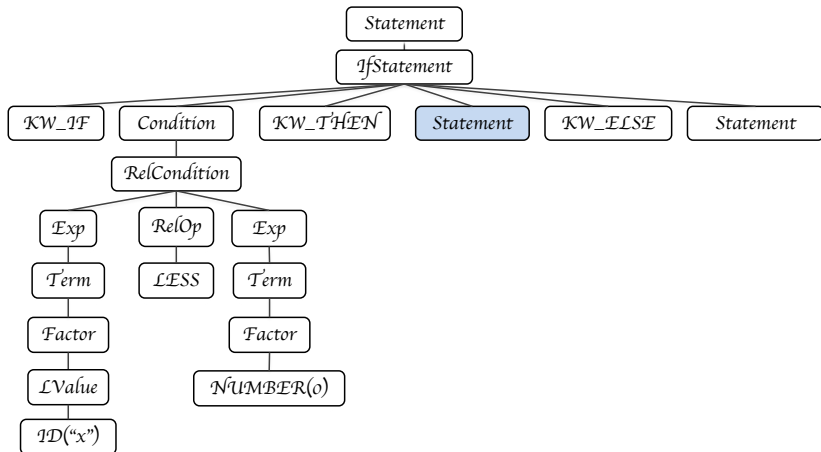 Statement
IfStatement
KW_IF Condition KW_THEN Statement KW_ELSE Statement
RelCondition
Exp RelOp Exp
Term LESS Term
Factor Factor
LValue NUMBER(0)
ID(“x”)